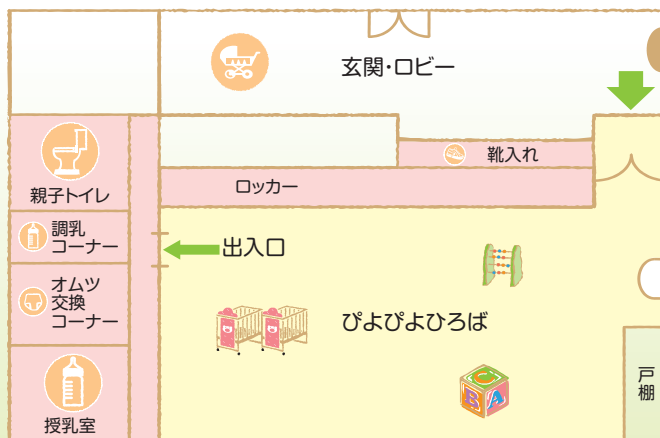 玄関・ロビー
靴入れ
ロッカー
親子トイレ
調乳
コーナー
出入口
オムツ
交換
コーナー
ぴよぴよひろば
戸棚
授乳室
C
B
A